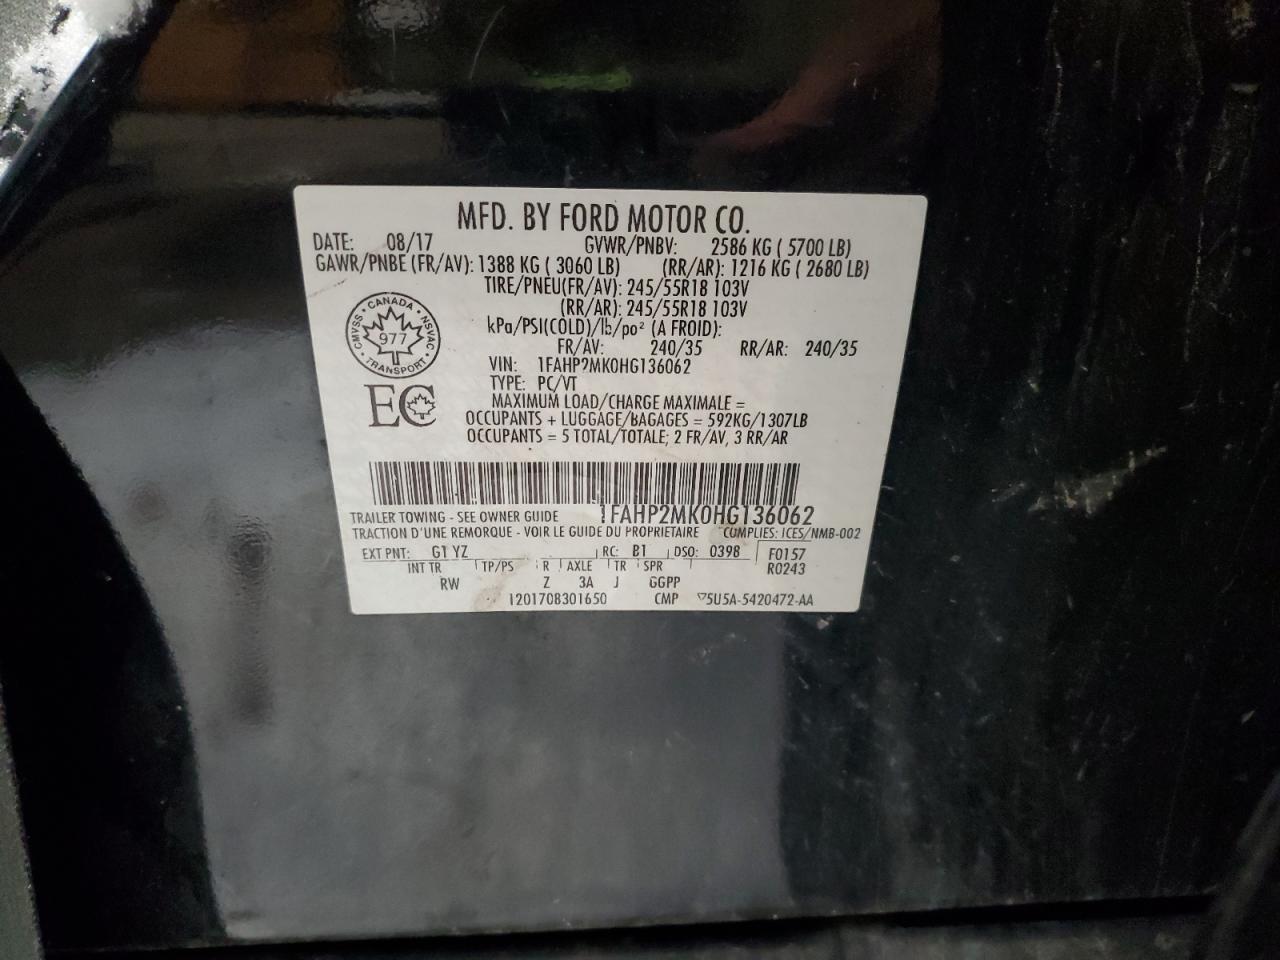 MFD. BY FORD MOTOR CO.
DATE: 08/17 GVWR/PNBV: 2586 KG ( 5700 LB)
GAWR/PNBE (FR/AV): 1388 KG ( 3060 LB) (RR/AR): 1216 KG ( 2680 LB)
TIRE/PNEU(FR/AV): 245/55R18 103V
(RR/AR): 245/55R18 103V
kPa/PSI(COLD)/lb/po² (A FROID):
FR/AV: 240/35 RR/AR: 240/35
CANADA
CMVSS NSVAC
977
TRANSPORT
VIN: 1FAHP2MK0HG136062
TYPE: PC/VT
EC
MAXIMUM LOAD/CHARGE MAXIMALE =
OCCUPANTS + LUGGAGE/BAGAGES = 592KG/1307LB
OCCUPANTS = 5 TOTAL/TOTALE; 2 FR/AV, 3 RR/AR
1FAHP2MK0HG136062
TRAILER TOWING - SEE OWNER GUIDE
TRACTION D'UNE REMORQUE - VOIR LE GUIDE DU PROPRIETAIRE COMPLIES: ICES/NMB-002
EXT PNT: G1 YZ RC: B1 DSO: 0398 F0157
INT TR TP/PS R AXLE TR SPR R0243
RW Z 3A J GGPP
1201708301650 CMP ▽5U5A-5420472-AA